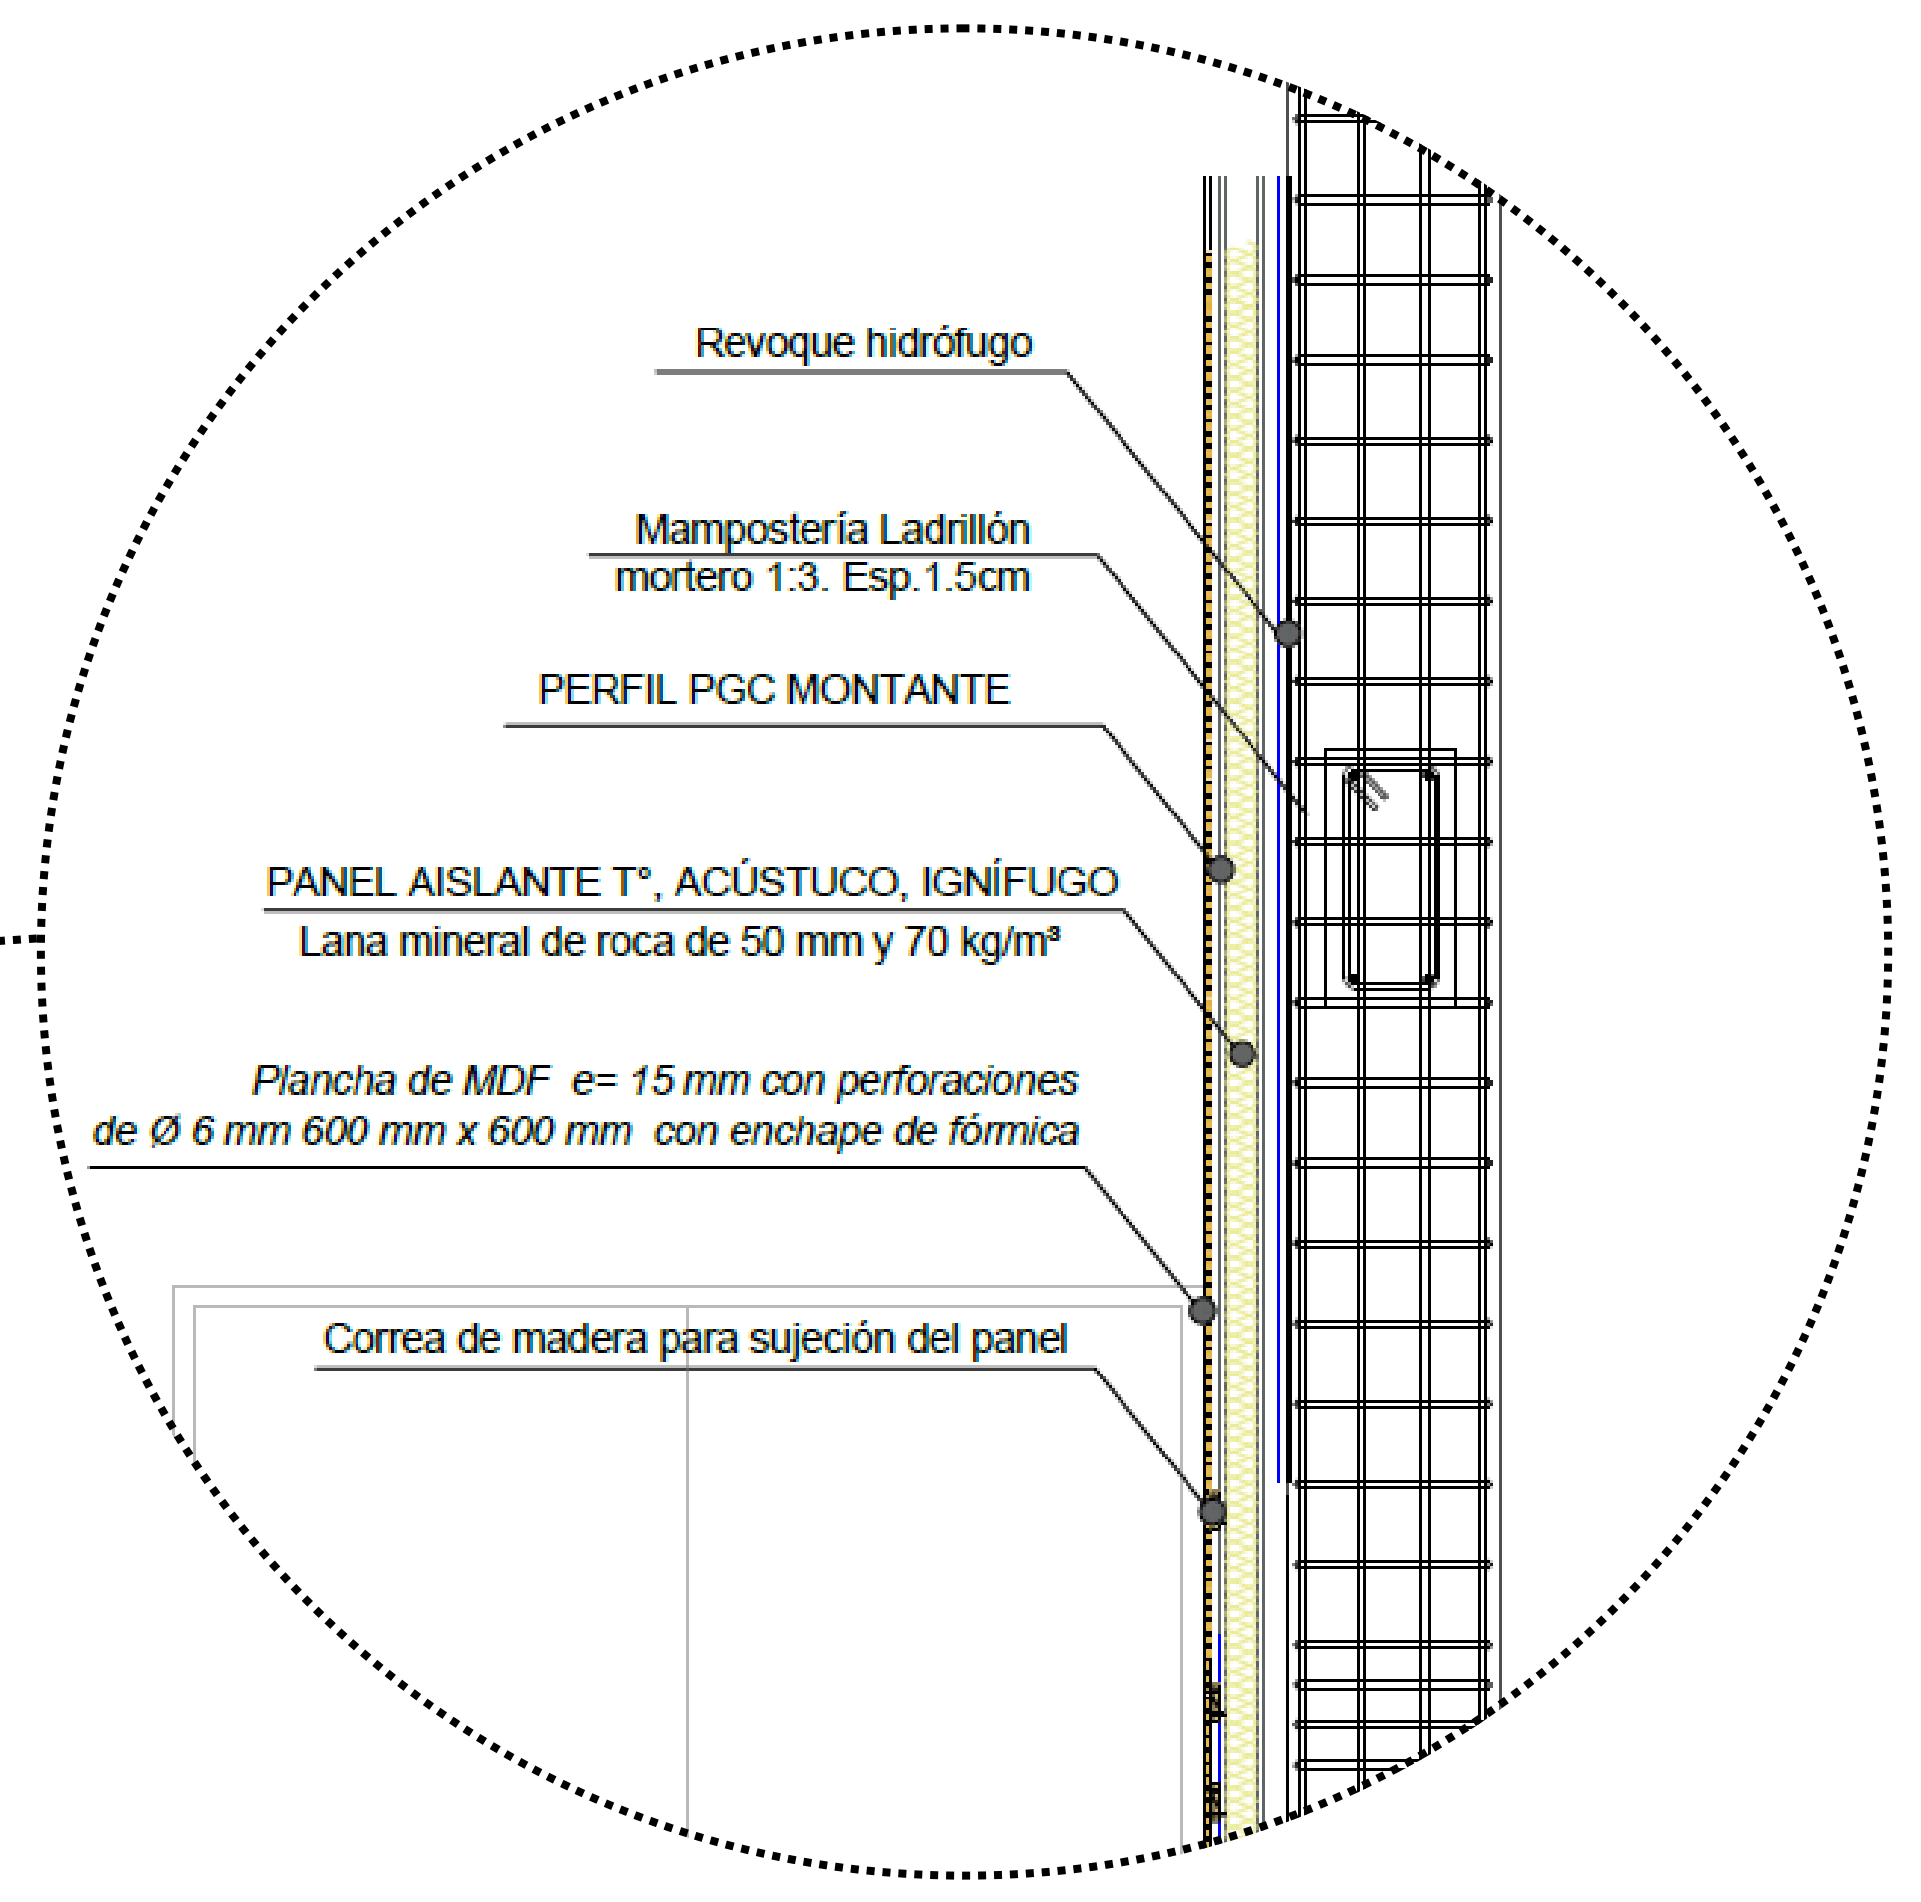 Revoque hidrófugo
Mampostería Ladrillón
mortero 1:3. Esp.1.5cm
PERFIL PGC MONTANTE
PANEL AISLANTE T°, ACÚSTUCO, IGNÍFUGO
Lana mineral de roca de 50 mm y 70 kg/m³
Plancha de MDF e= 15 mm con perforaciones
de Ø 6 mm 600 mm x 600 mm con enchape de fórmica
Correa de madera para sujeción del panel